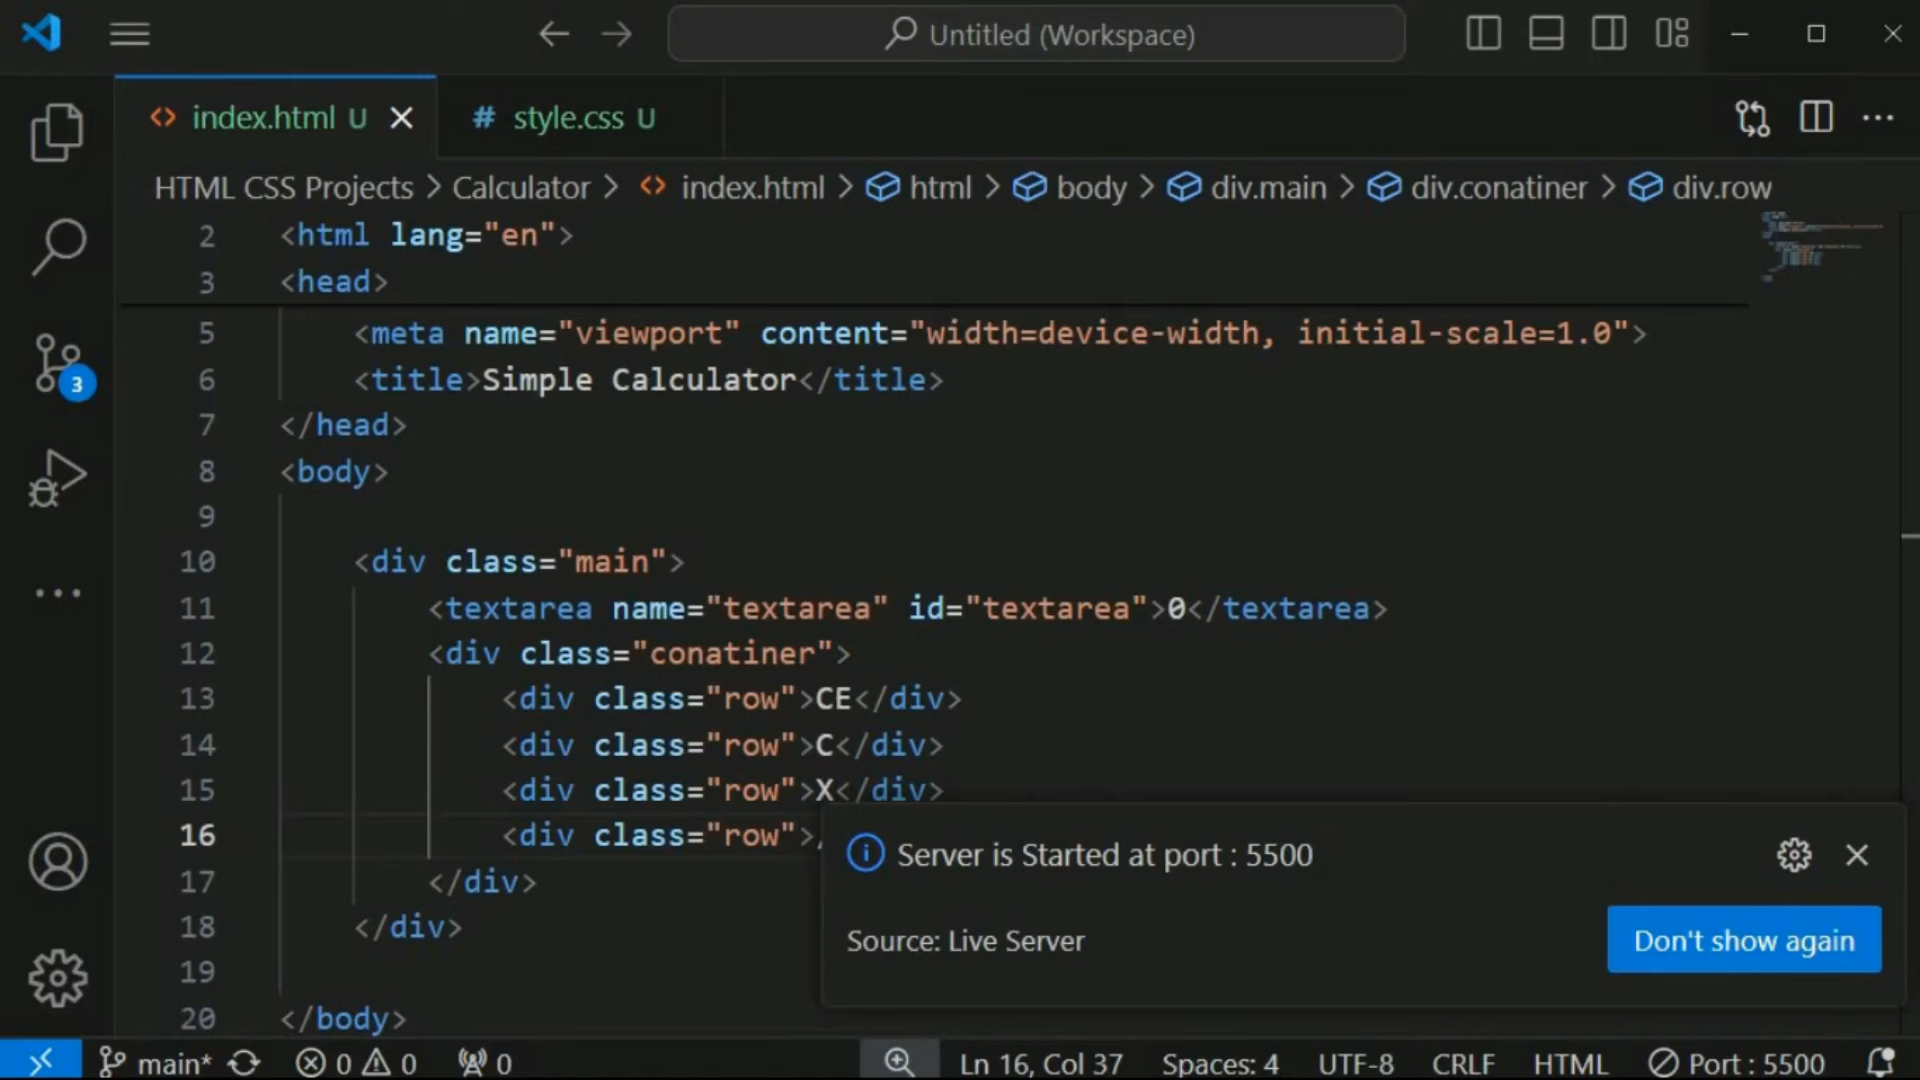 Untitled (Workspace)
<> index.html U
# style.css U
HTML CSS Projects > Calculator > <> index.html > html > body > div.main > div.conatiner > div.row
2 <html lang="en">
3 <head>
5 <meta name="viewport" content="width=device-width, initial-scale=1.0">
6 <title>Simple Calculator</title>
7 </head>
8 <body>
9
10 <div class="main">
11 <textarea name="textarea" id="textarea">0</textarea>
12 <div class="conatiner">
13 <div class="row">CE</div>
14 <div class="row">C</div>
15 <div class="row">X</div>
16 <div class="row">
17 </div>
18 </div>
19
20 </body>
3
Server is Started at port : 5500
Source: Live Server
Don't show again
main* 0 0 0 Ln 16, Col 37 Spaces: 4 UTF-8 CRLF HTML Port : 5500